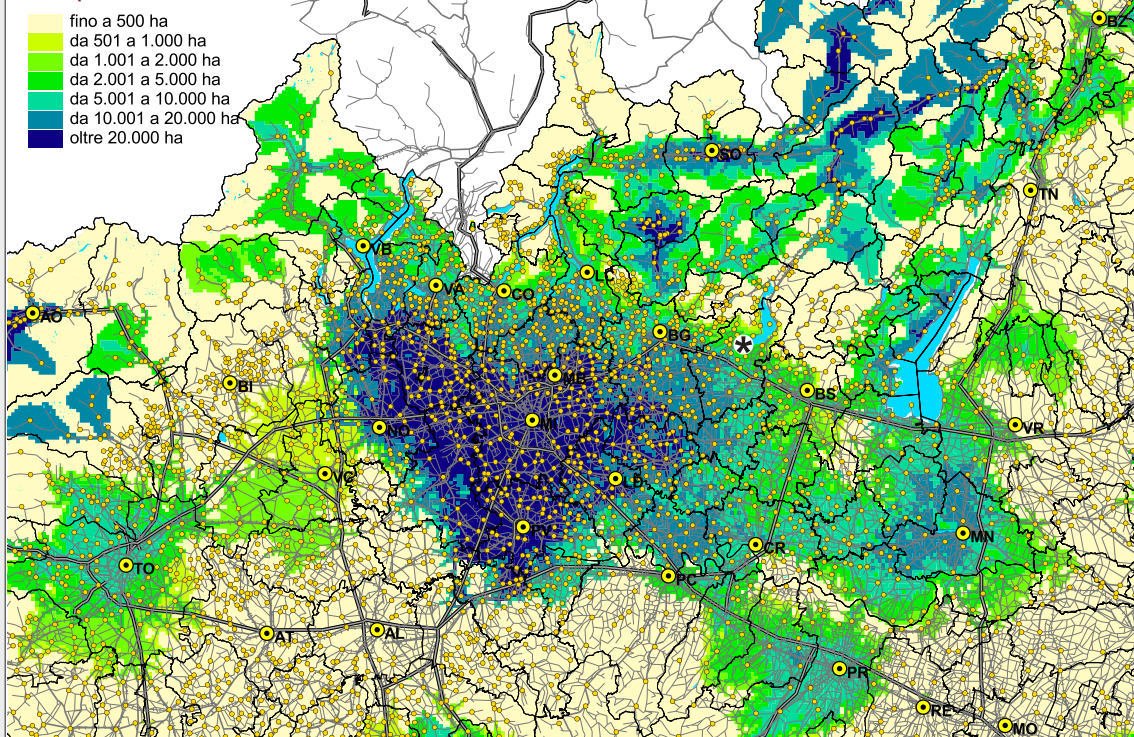 fino a 500 ha
da 501 a 1.000 ha
da 1.001 a 2.000 ha
da 2.001 a 5.000 ha
da 5.001 a 10.000 ha
da 10.001 a 20.000 ha
oltre 20.000 ha
BZ
SO
TN
VB
LC
VA
CO
AO
BG
*
MB
BI
BS
MI
NO
VR
VC
LO
PV
MN
CR
TO
PC
AL
AT
PR
RE
MO